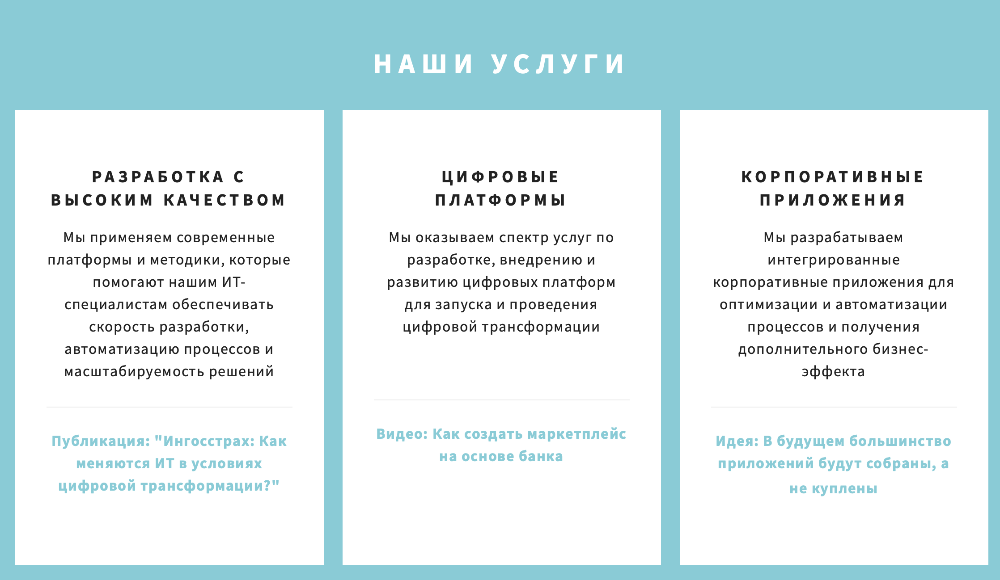 НАШИ УСЛУГИ
РАЗРАБОТКА С
ВЫСОКИМ КАЧЕСТВОМ
Мы применяем современные
платформы и методики, которые
помогают нашим ИТ-
специалистам обеспечивать
скорость разработки,
автоматизацию процессов и
масштабируемость решений
Публикация: "Ингосстрах: Как
меняются ИТ в условиях
цифровой трансформации?"
ЦИФРОВЫЕ
ПЛАТФОРМЫ
Мы оказываем спектр услуг по
разработке, внедрению и
развитию цифровых платформ
для запуска и проведения
цифровой трансформации
Видео: Как создать маркетплейс
на основе банка
КОРПОРАТИВНЫЕ
ПРИЛОЖЕНИЯ
Мы разрабатываем
интегрированные
корпоративные приложения для
оптимизации и автоматизации
процессов и получения
дополнительного бизнес-
эффекта
Идея: В будущем большинство
приложений будут собраны, а
не куплены